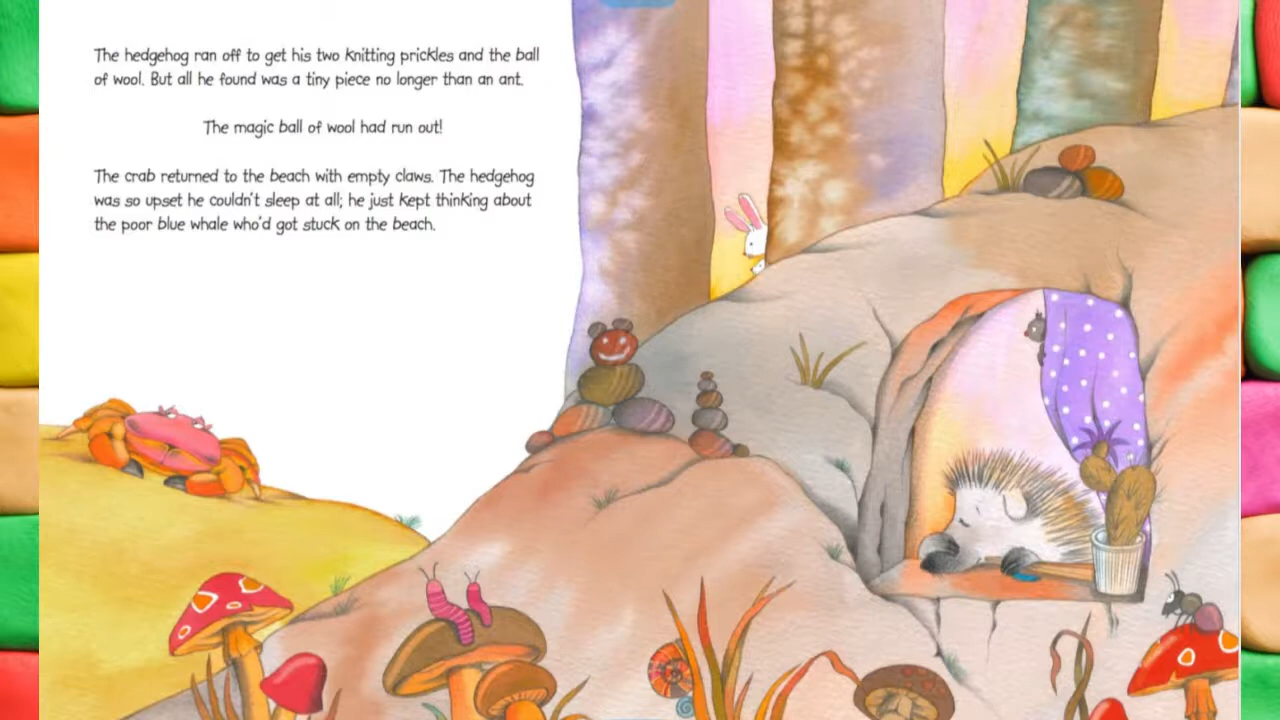 The hedgehog ran off to get his two knitting prickles and the ball
of wool. But all he found was a tiny piece no longer than an ant.
The magic ball of wool had run out!
The crab returned to the beach with empty claws. The hedgehog
was so upset he couldn't sleep at all; he just kept thinking about
the poor blue whale who'd got stuck on the beach.